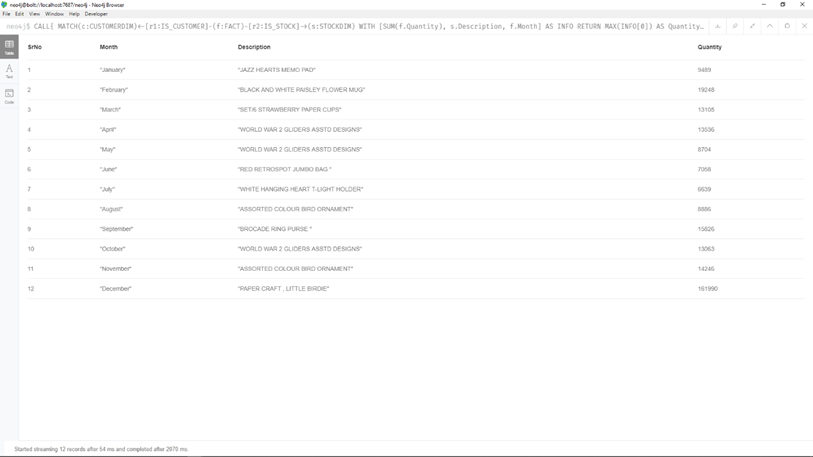 neo4j@bolt://localhost:7687/neo4j - Neo4j Browser
File Edit View Window Help Developer
neo4j$ CALL{ MATCH(c:CUSTOMERDIM)<-[r1:IS_CUSTOMER]-(f:FACT)-[r2:IS_STOCK]->(s:STOCKDIM) WITH [SUM(f.Quantity), s.Description, f.Month] AS INFO RETURN MAX(INFO[0]) AS Quantity…
Table
Text
Code
SrNo Month Description Quantity
1 "January" "JAZZ HEARTS MEMO PAD" 9489
2 "February" "BLACK AND WHITE PAISLEY FLOWER MUG" 19248
3 "March" "SET/6 STRAWBERRY PAPER CUPS" 13105
4 "April" "WORLD WAR 2 GLIDERS ASSTD DESIGNS" 13536
5 "May" "WORLD WAR 2 GLIDERS ASSTD DESIGNS" 8704
6 "June" "RED RETROSPOT JUMBO BAG " 7058
7 "July" "WHITE HANGING HEART T-LIGHT HOLDER" 6639
8 "August" "ASSORTED COLOUR BIRD ORNAMENT" 8886
9 "September" "BROCADE RING PURSE " 15826
10 "October" "WORLD WAR 2 GLIDERS ASSTD DESIGNS" 13063
11 "November" "ASSORTED COLOUR BIRD ORNAMENT" 14246
12 "December" "PAPER CRAFT , LITTLE BIRDIE" 161990
Started streaming 12 records after 64 ms and completed after 2070 ms.